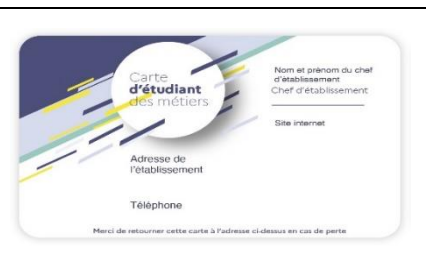 Carte
d'étudiant
des métiers
Nom et prénom du chef
d'établissement
Chef d'établissement
Site internet
Adresse de
l'établissement
Téléphone
Merci de retourner cette carte à l'adresse ci-dessus en cas de perte